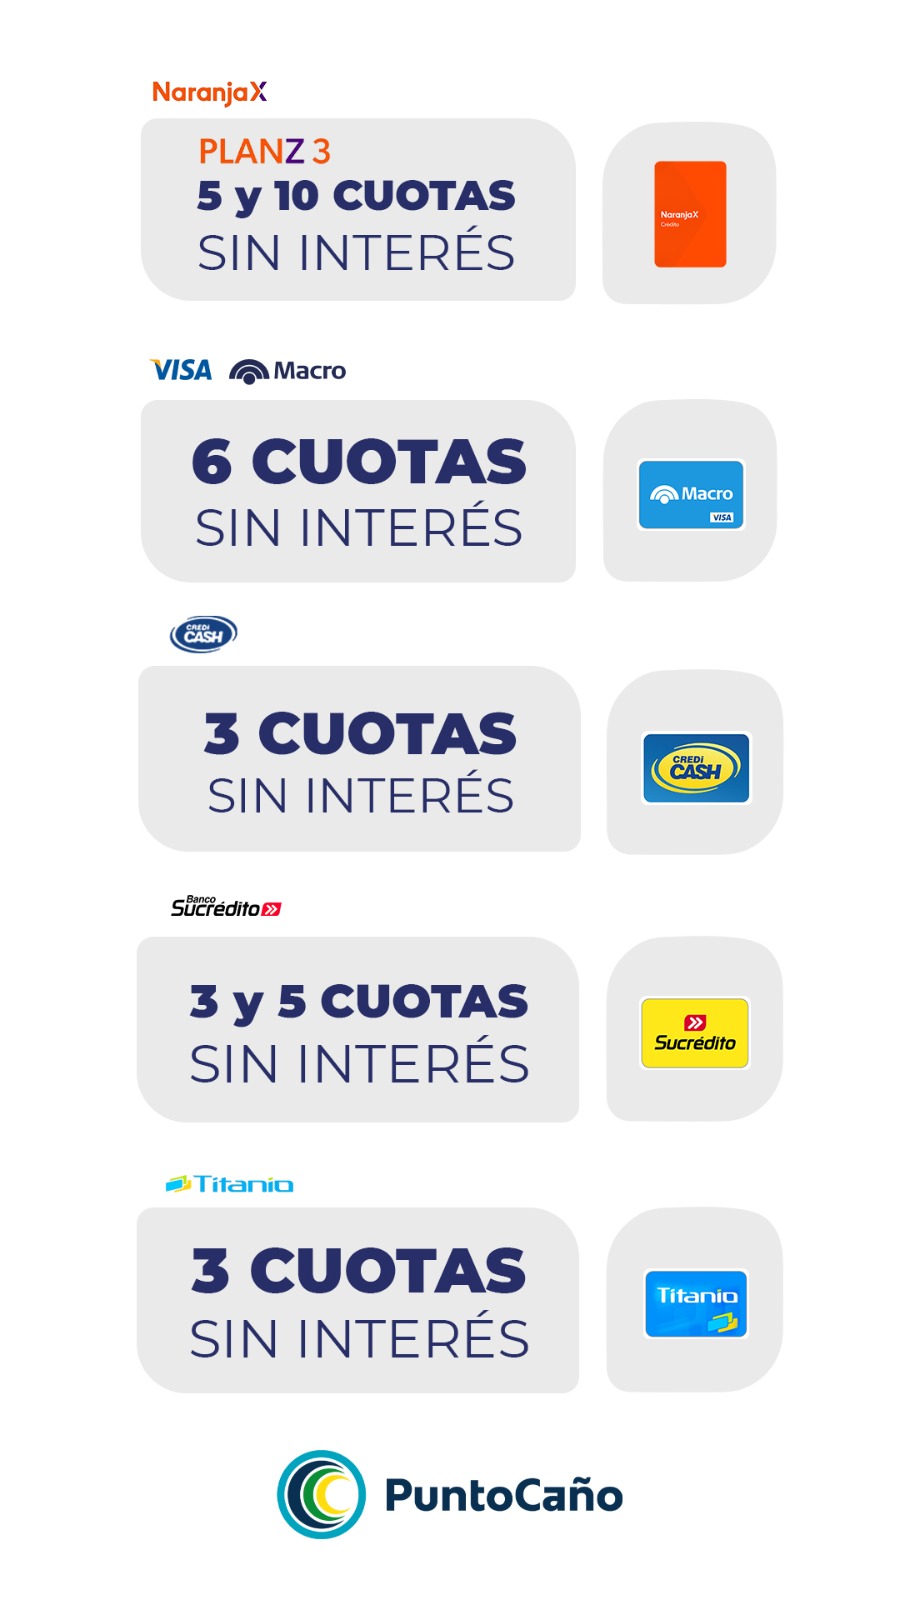 NaranjaX
PLANZ 3
5 y 10 CUOTAS
SIN INTERÉS
NaranjaX
Crédito
VISA Macro
6 CUOTAS
SIN INTERÉS
Macro
VISA
CREDi
CASH
3 CUOTAS
SIN INTERÉS
CREDi
CASH
Banco
Sucrédito
3 y 5 CUOTAS
SIN INTERÉS
Sucrédito
Titanio
3 CUOTAS
SIN INTERÉS
Titanio
PuntoCaño